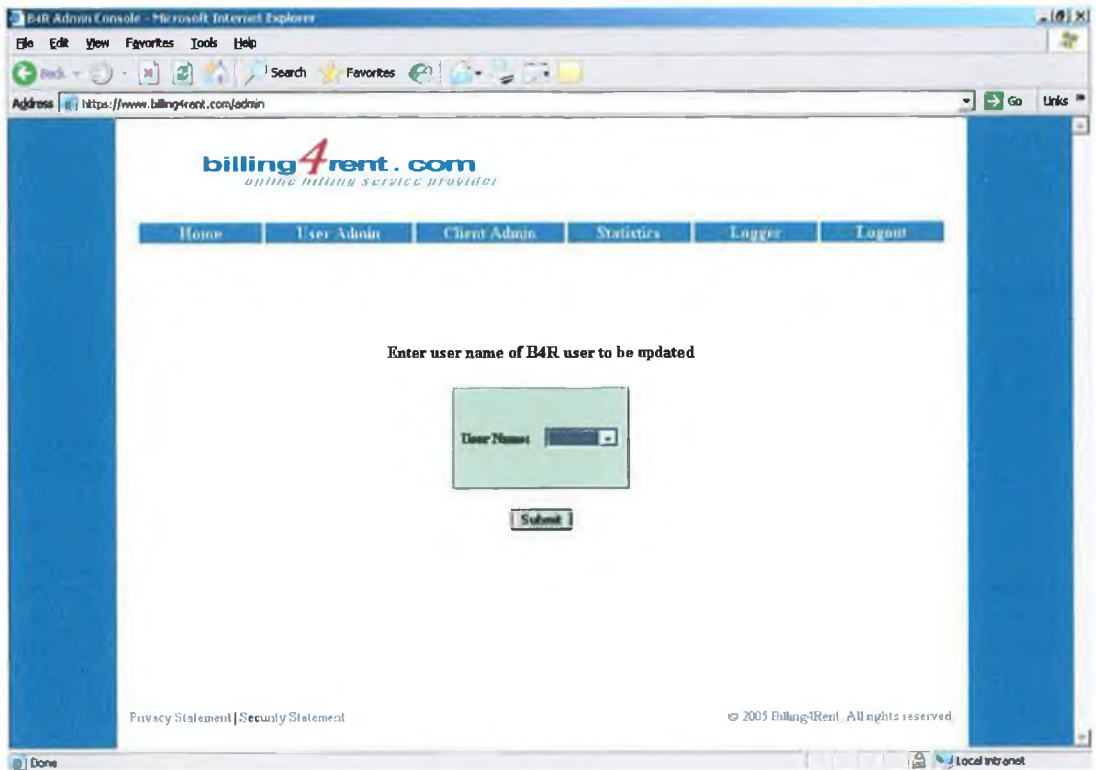 B4R Admin Console - Microsoft Internet Explorer
File Edit View Favorites Tools Help
Back Search Favorites
Address https://www.billing4rent.com/admin Go Links »
billing4rent.com
online billing service provider
Home User Admin Client Admin Statistics Logger Logout
Enter user name of B4R user to be updated
User Name:
Submit
Privacy Statement | Security Statement
© 2005 Billing4Rent. All rights reserved.
Done
Local intranet